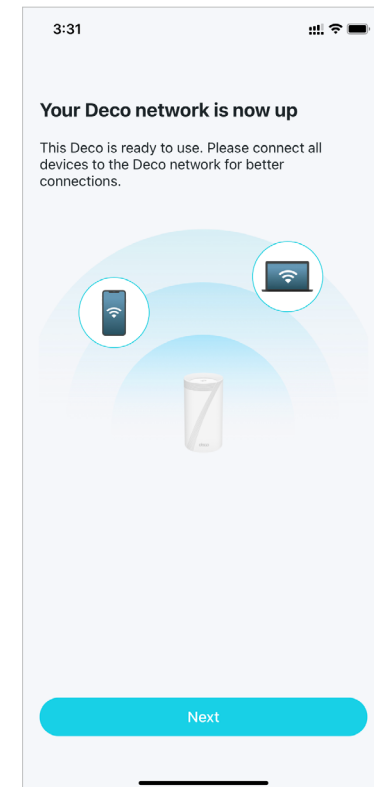 3:31
Your Deco network is now up
This Deco is ready to use. Please connect all
devices to the Deco network for better
connections.
Next